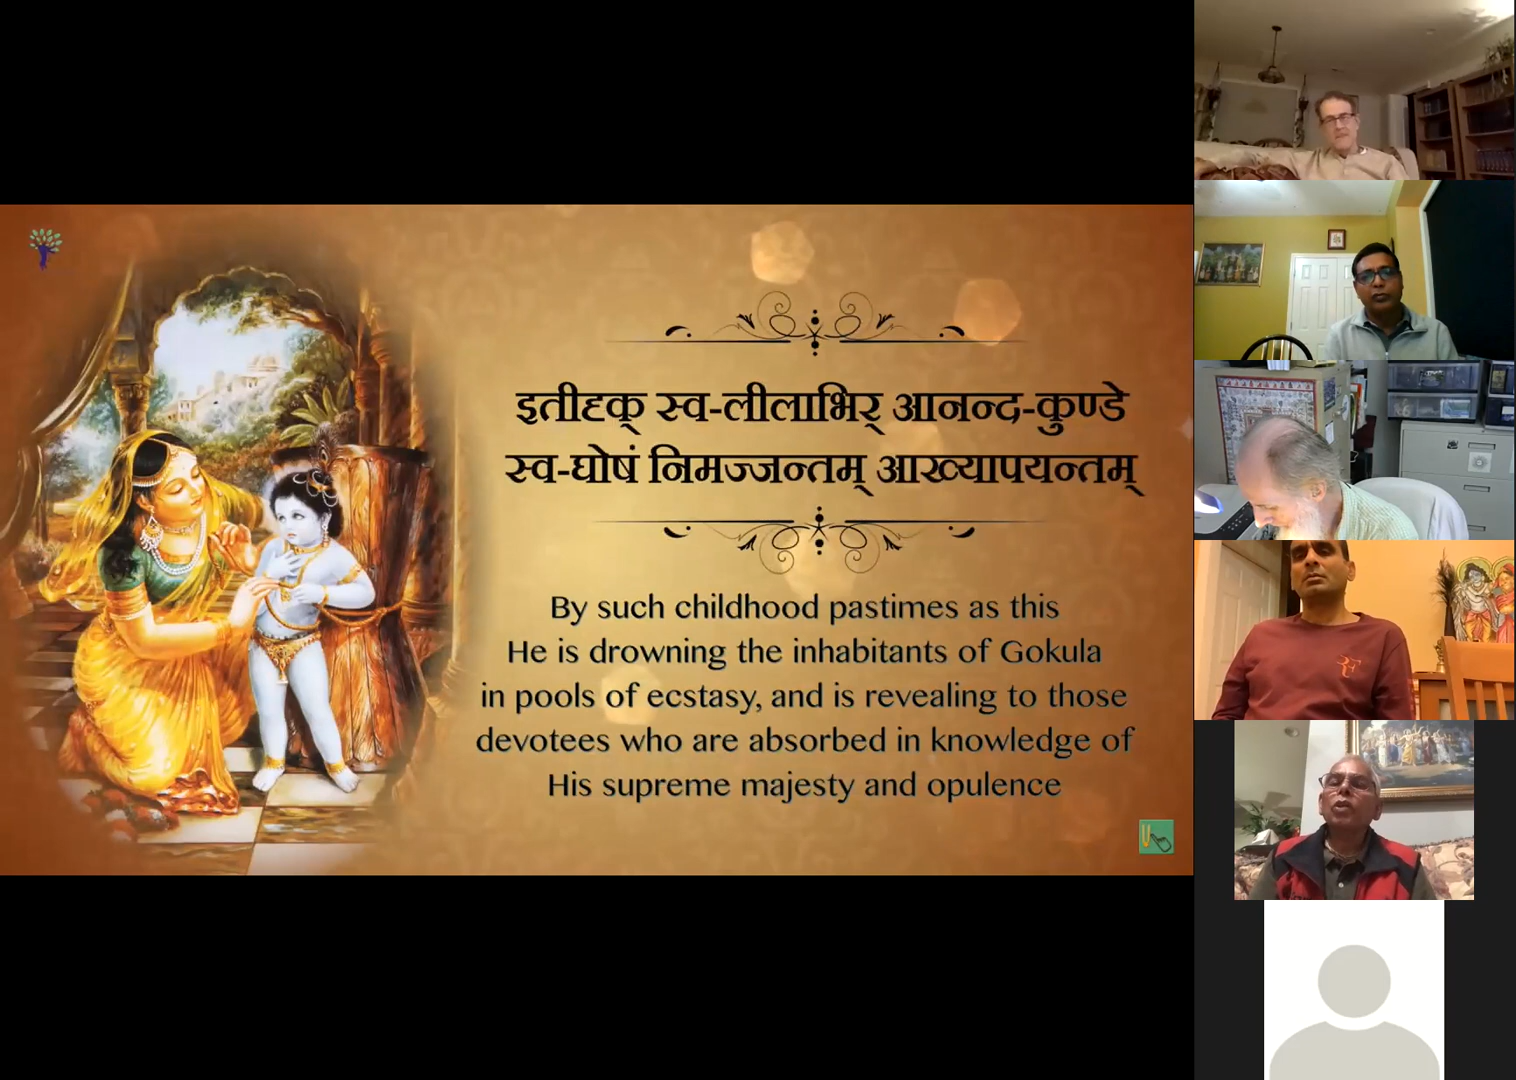 इतीदृक् स्व-लीलाभिर् आनन्द-कुण्डे
स्व-घोषं निमज्जन्तम् आख्यापयन्तम्
By such childhood pastimes as this
He is drowning the inhabitants of Gokula
in pools of ecstasy, and is revealing to those
devotees who are absorbed in knowledge of
His supreme majesty and opulence